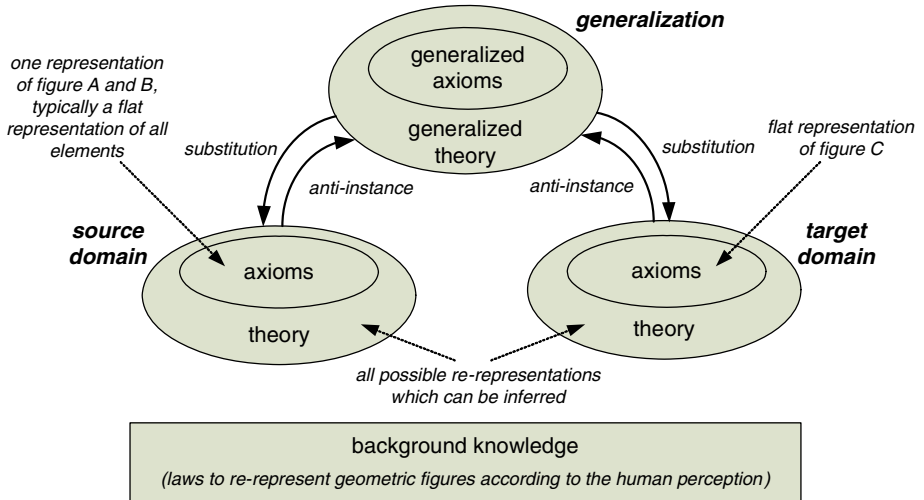 generalization
generalized
axioms
generalized
theory
one representation
of figure A and B,
typically a flat
representation of all
elements
substitution
anti-instance
substitution
anti-instance
flat representation
of figure C
source
domain
axioms
theory
target
domain
axioms
theory
all possible re-representations
which can be inferred
background knowledge
(laws to re-represent geometric figures according to the human perception)